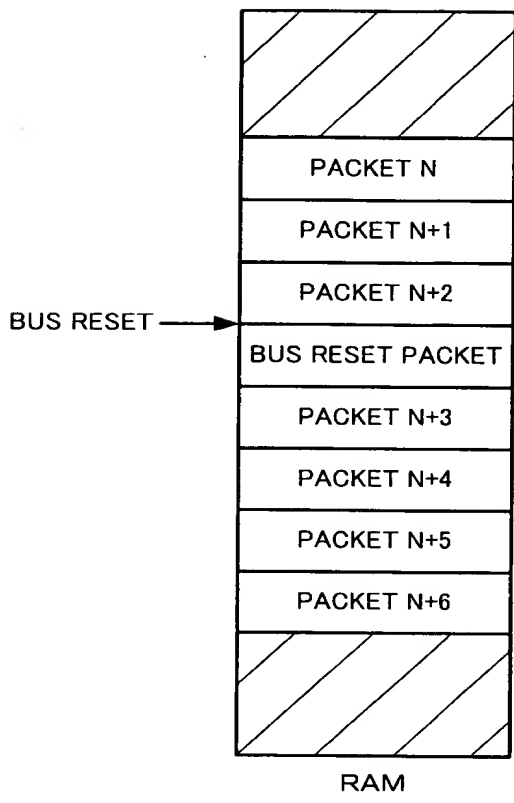 PACKET N
PACKET N+1
PACKET N+2
BUS RESET
BUS RESET PACKET
PACKET N+3
PACKET N+4
PACKET N+5
PACKET N+6
RAM